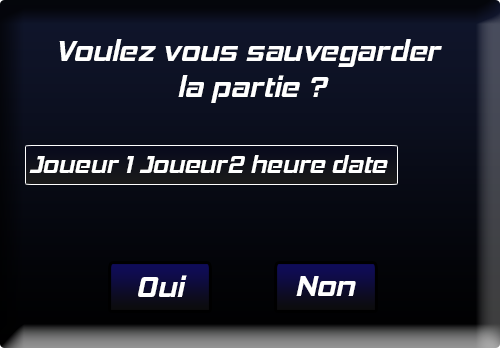 Voulez vous sauvegarder
la partie ?
Joueur 1 Joueur2 heure date
Oui
Non